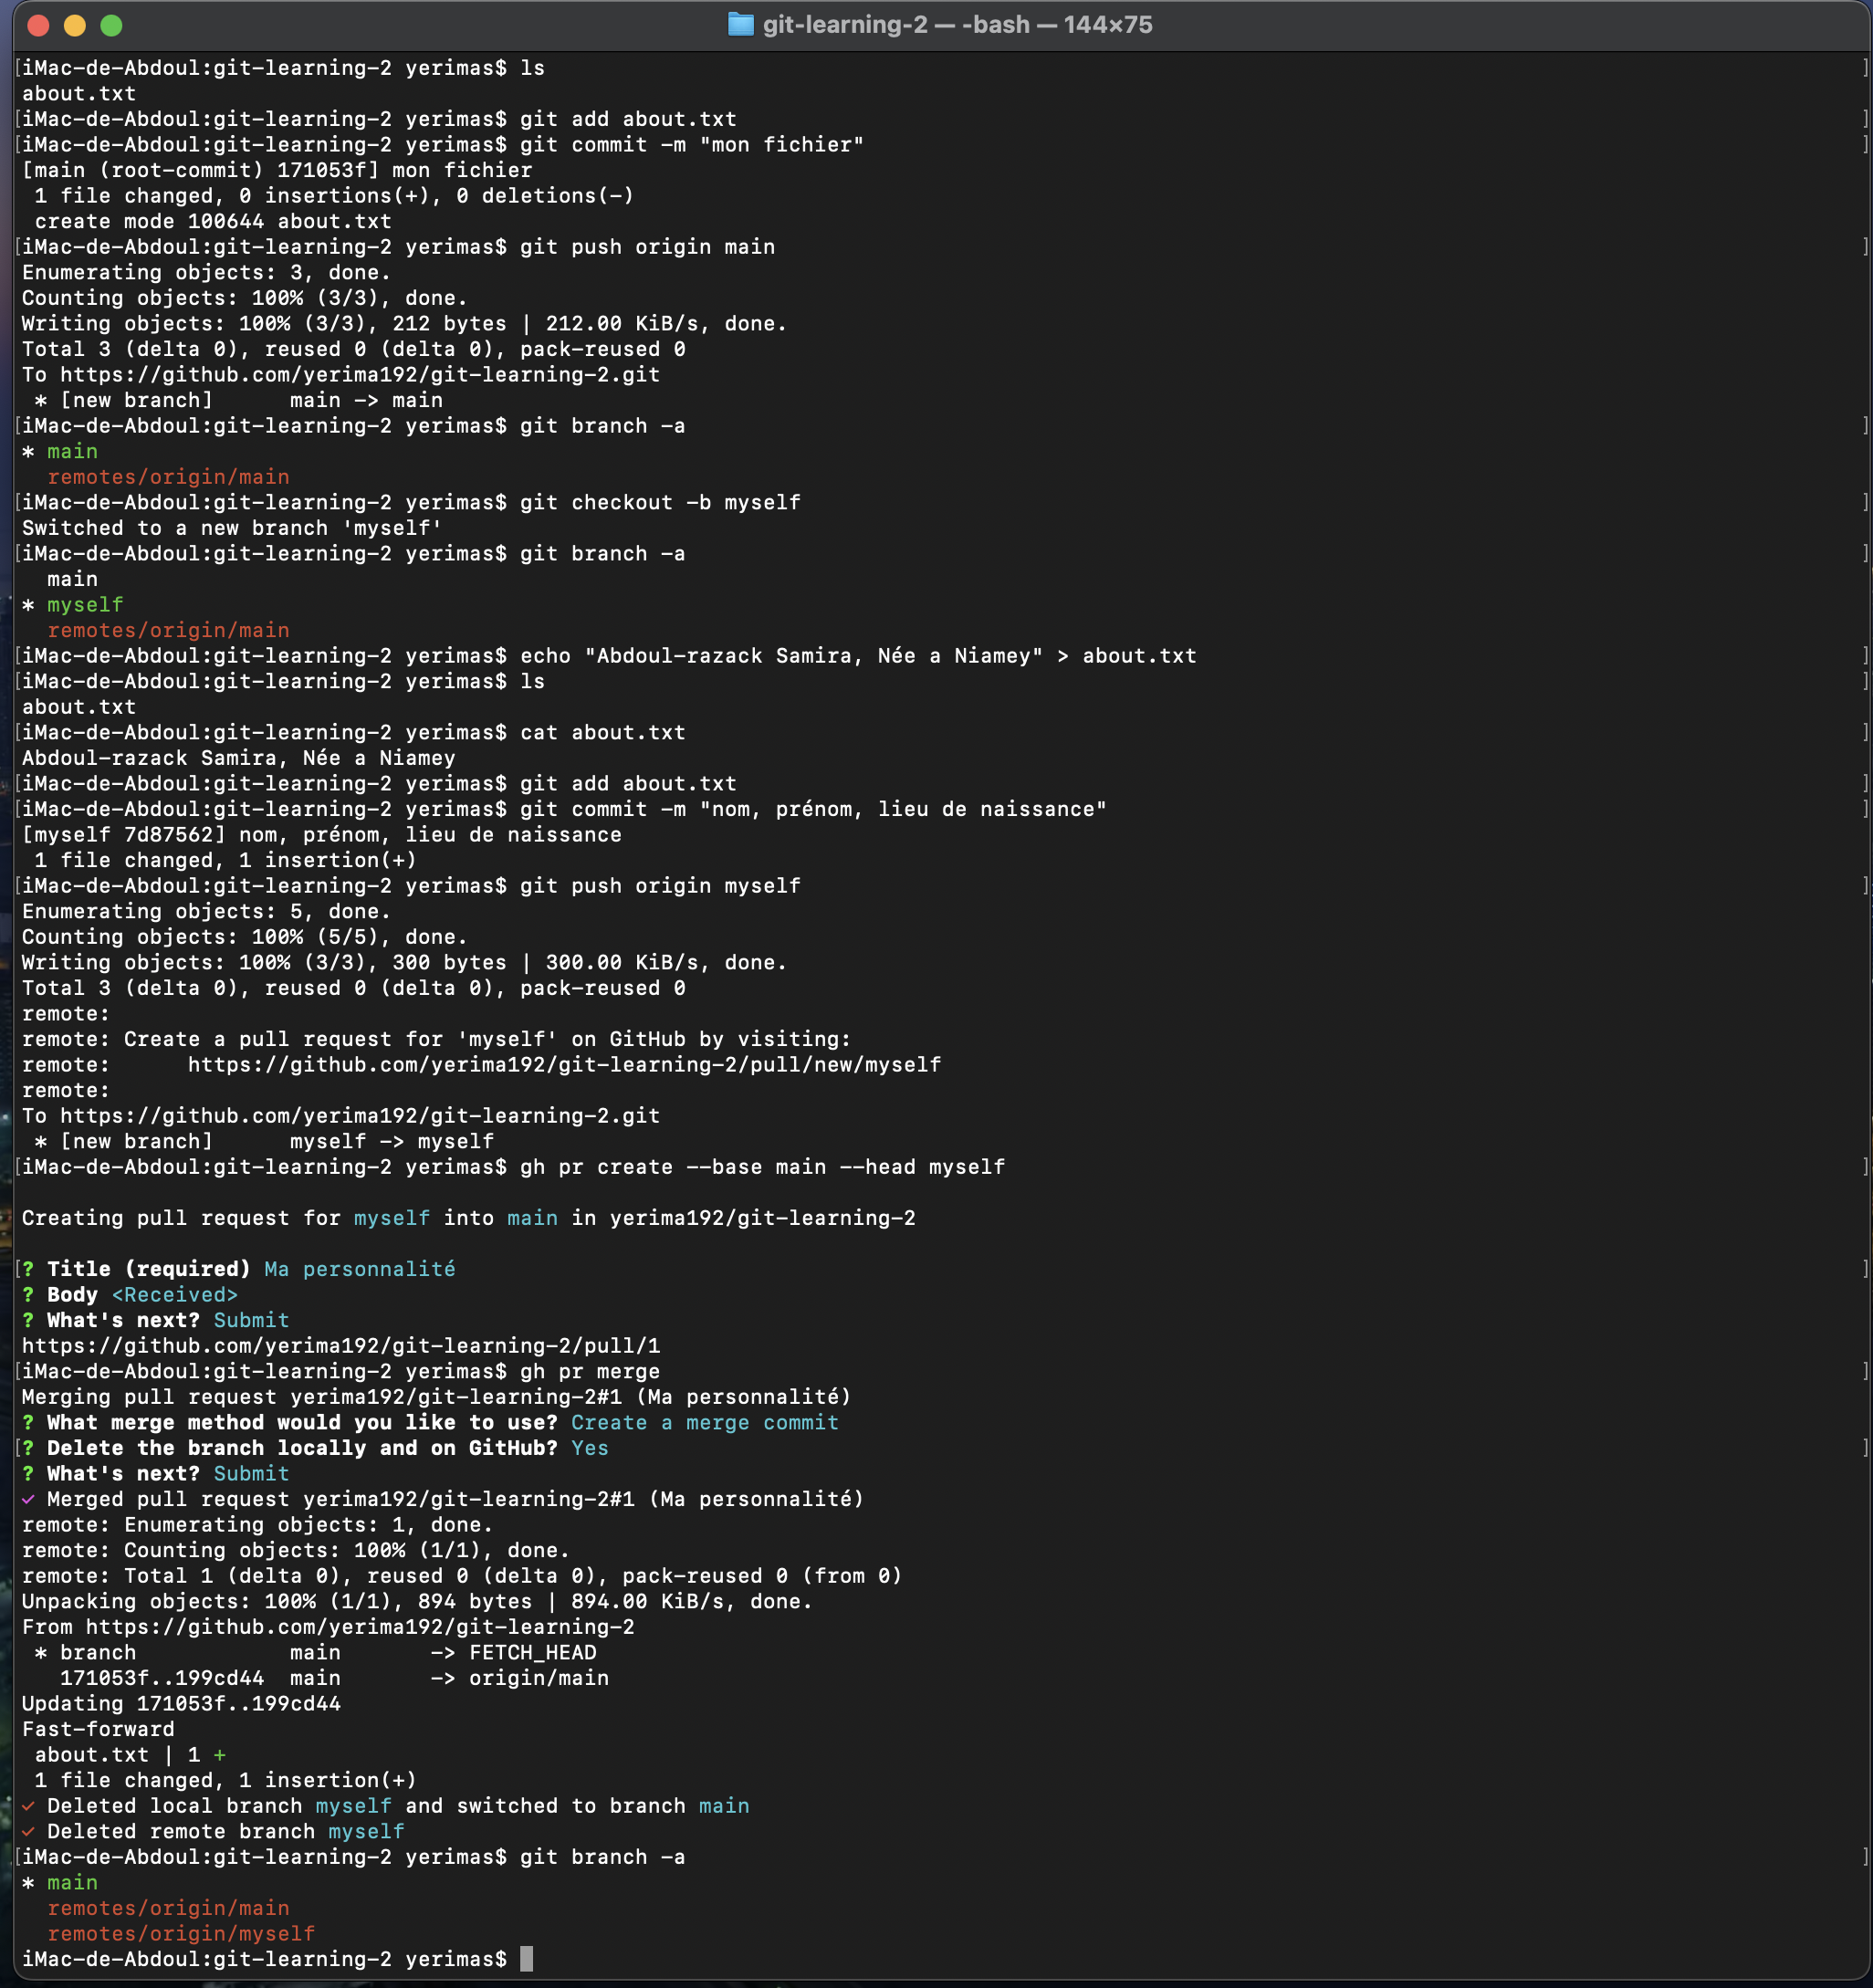 git-learning-2 — -bash — 144×75
iMac-de-Abdoul:git-learning-2 yerimas$ ls
about.txt
iMac-de-Abdoul:git-learning-2 yerimas$ git add about.txt
iMac-de-Abdoul:git-learning-2 yerimas$ git commit -m "mon fichier"
[main (root-commit) 171053f] mon fichier
 1 file changed, 0 insertions(+), 0 deletions(-)
 create mode 100644 about.txt
iMac-de-Abdoul:git-learning-2 yerimas$ git push origin main
Enumerating objects: 3, done.
Counting objects: 100% (3/3), done.
Writing objects: 100% (3/3), 212 bytes | 212.00 KiB/s, done.
Total 3 (delta 0), reused 0 (delta 0), pack-reused 0
To https://github.com/yerima192/git-learning-2.git
 * [new branch]      main -> main
iMac-de-Abdoul:git-learning-2 yerimas$ git branch -a
* main
  remotes/origin/main
iMac-de-Abdoul:git-learning-2 yerimas$ git checkout -b myself
Switched to a new branch 'myself'
iMac-de-Abdoul:git-learning-2 yerimas$ git branch -a
  main
* myself
  remotes/origin/main
iMac-de-Abdoul:git-learning-2 yerimas$ echo "Abdoul-razack Samira, Née a Niamey" > about.txt
iMac-de-Abdoul:git-learning-2 yerimas$ ls
about.txt
iMac-de-Abdoul:git-learning-2 yerimas$ cat about.txt
Abdoul-razack Samira, Née a Niamey
iMac-de-Abdoul:git-learning-2 yerimas$ git add about.txt
iMac-de-Abdoul:git-learning-2 yerimas$ git commit -m "nom, prénom, lieu de naissance"
[myself 7d87562] nom, prénom, lieu de naissance
 1 file changed, 1 insertion(+)
iMac-de-Abdoul:git-learning-2 yerimas$ git push origin myself
Enumerating objects: 5, done.
Counting objects: 100% (5/5), done.
Writing objects: 100% (3/3), 300 bytes | 300.00 KiB/s, done.
Total 3 (delta 0), reused 0 (delta 0), pack-reused 0
remote:
remote: Create a pull request for 'myself' on GitHub by visiting:
remote:      https://github.com/yerima192/git-learning-2/pull/new/myself
remote:
To https://github.com/yerima192/git-learning-2.git
 * [new branch]      myself -> myself
iMac-de-Abdoul:git-learning-2 yerimas$ gh pr create --base main --head myself
Creating pull request for myself into main in yerima192/git-learning-2
? Title (required) Ma personnalité
? Body <Received>
? What's next? Submit
https://github.com/yerima192/git-learning-2/pull/1
iMac-de-Abdoul:git-learning-2 yerimas$ gh pr merge
Merging pull request yerima192/git-learning-2#1 (Ma personnalité)
? What merge method would you like to use? Create a merge commit
? Delete the branch locally and on GitHub? Yes
? What's next? Submit
✓ Merged pull request yerima192/git-learning-2#1 (Ma personnalité)
remote: Enumerating objects: 1, done.
remote: Counting objects: 100% (1/1), done.
remote: Total 1 (delta 0), reused 0 (delta 0), pack-reused 0 (from 0)
Unpacking objects: 100% (1/1), 894 bytes | 894.00 KiB/s, done.
From https://github.com/yerima192/git-learning-2
 * branch            main       -> FETCH_HEAD
   171053f..199cd44  main       -> origin/main
Updating 171053f..199cd44
Fast-forward
 about.txt | 1 +
 1 file changed, 1 insertion(+)
✓ Deleted local branch myself and switched to branch main
✓ Deleted remote branch myself
iMac-de-Abdoul:git-learning-2 yerimas$ git branch -a
* main
  remotes/origin/main
  remotes/origin/myself
iMac-de-Abdoul:git-learning-2 yerimas$